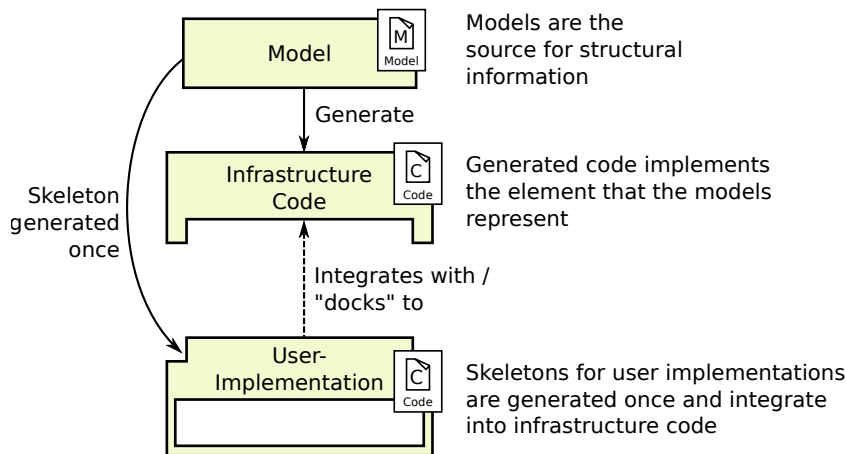 Model
M
Model
Models are the
source for structural
information
Generate
Infrastructure
Code
C
Code
Generated code implements
the element that the models
represent
Skeleton
generated
once
Integrates with /
"docks" to
User-
Implementation
C
Code
Skeletons for user implementations
are generated once and integrate
into infrastructure code